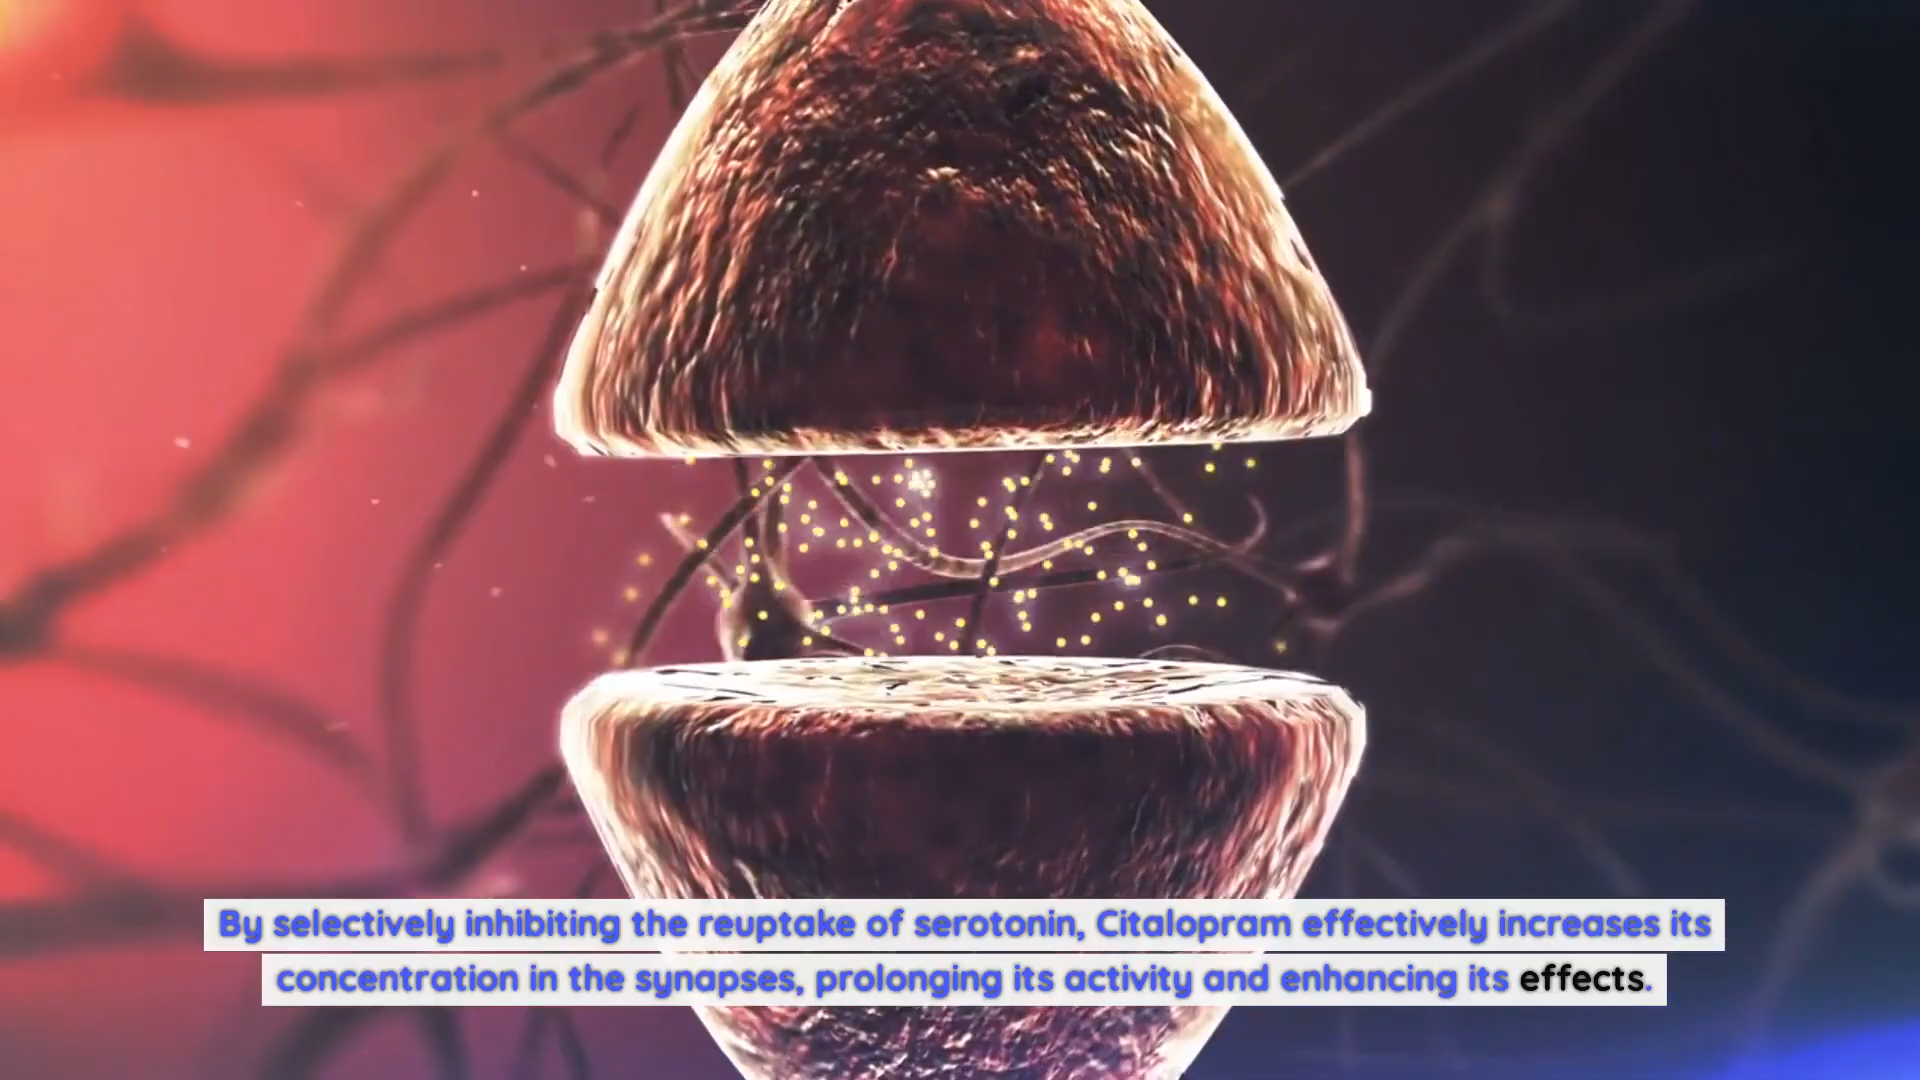 By selectively inhibiting the reuptake of serotonin, Citalopram effectively increases its
concentration in the synapses, prolonging its activity and enhancing its effects.